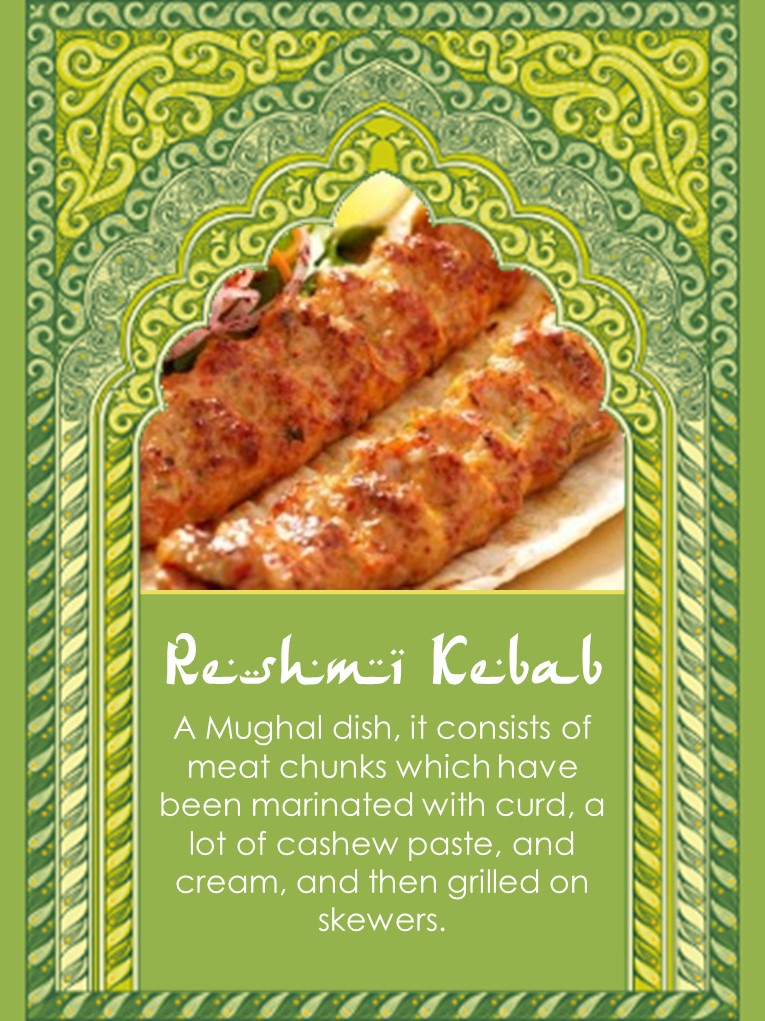 Reshmi Kebab
A Mughal dish, it consists of
meat chunks which have
been marinated with curd, a
lot of cashew paste, and
cream, and then grilled on
skewers.